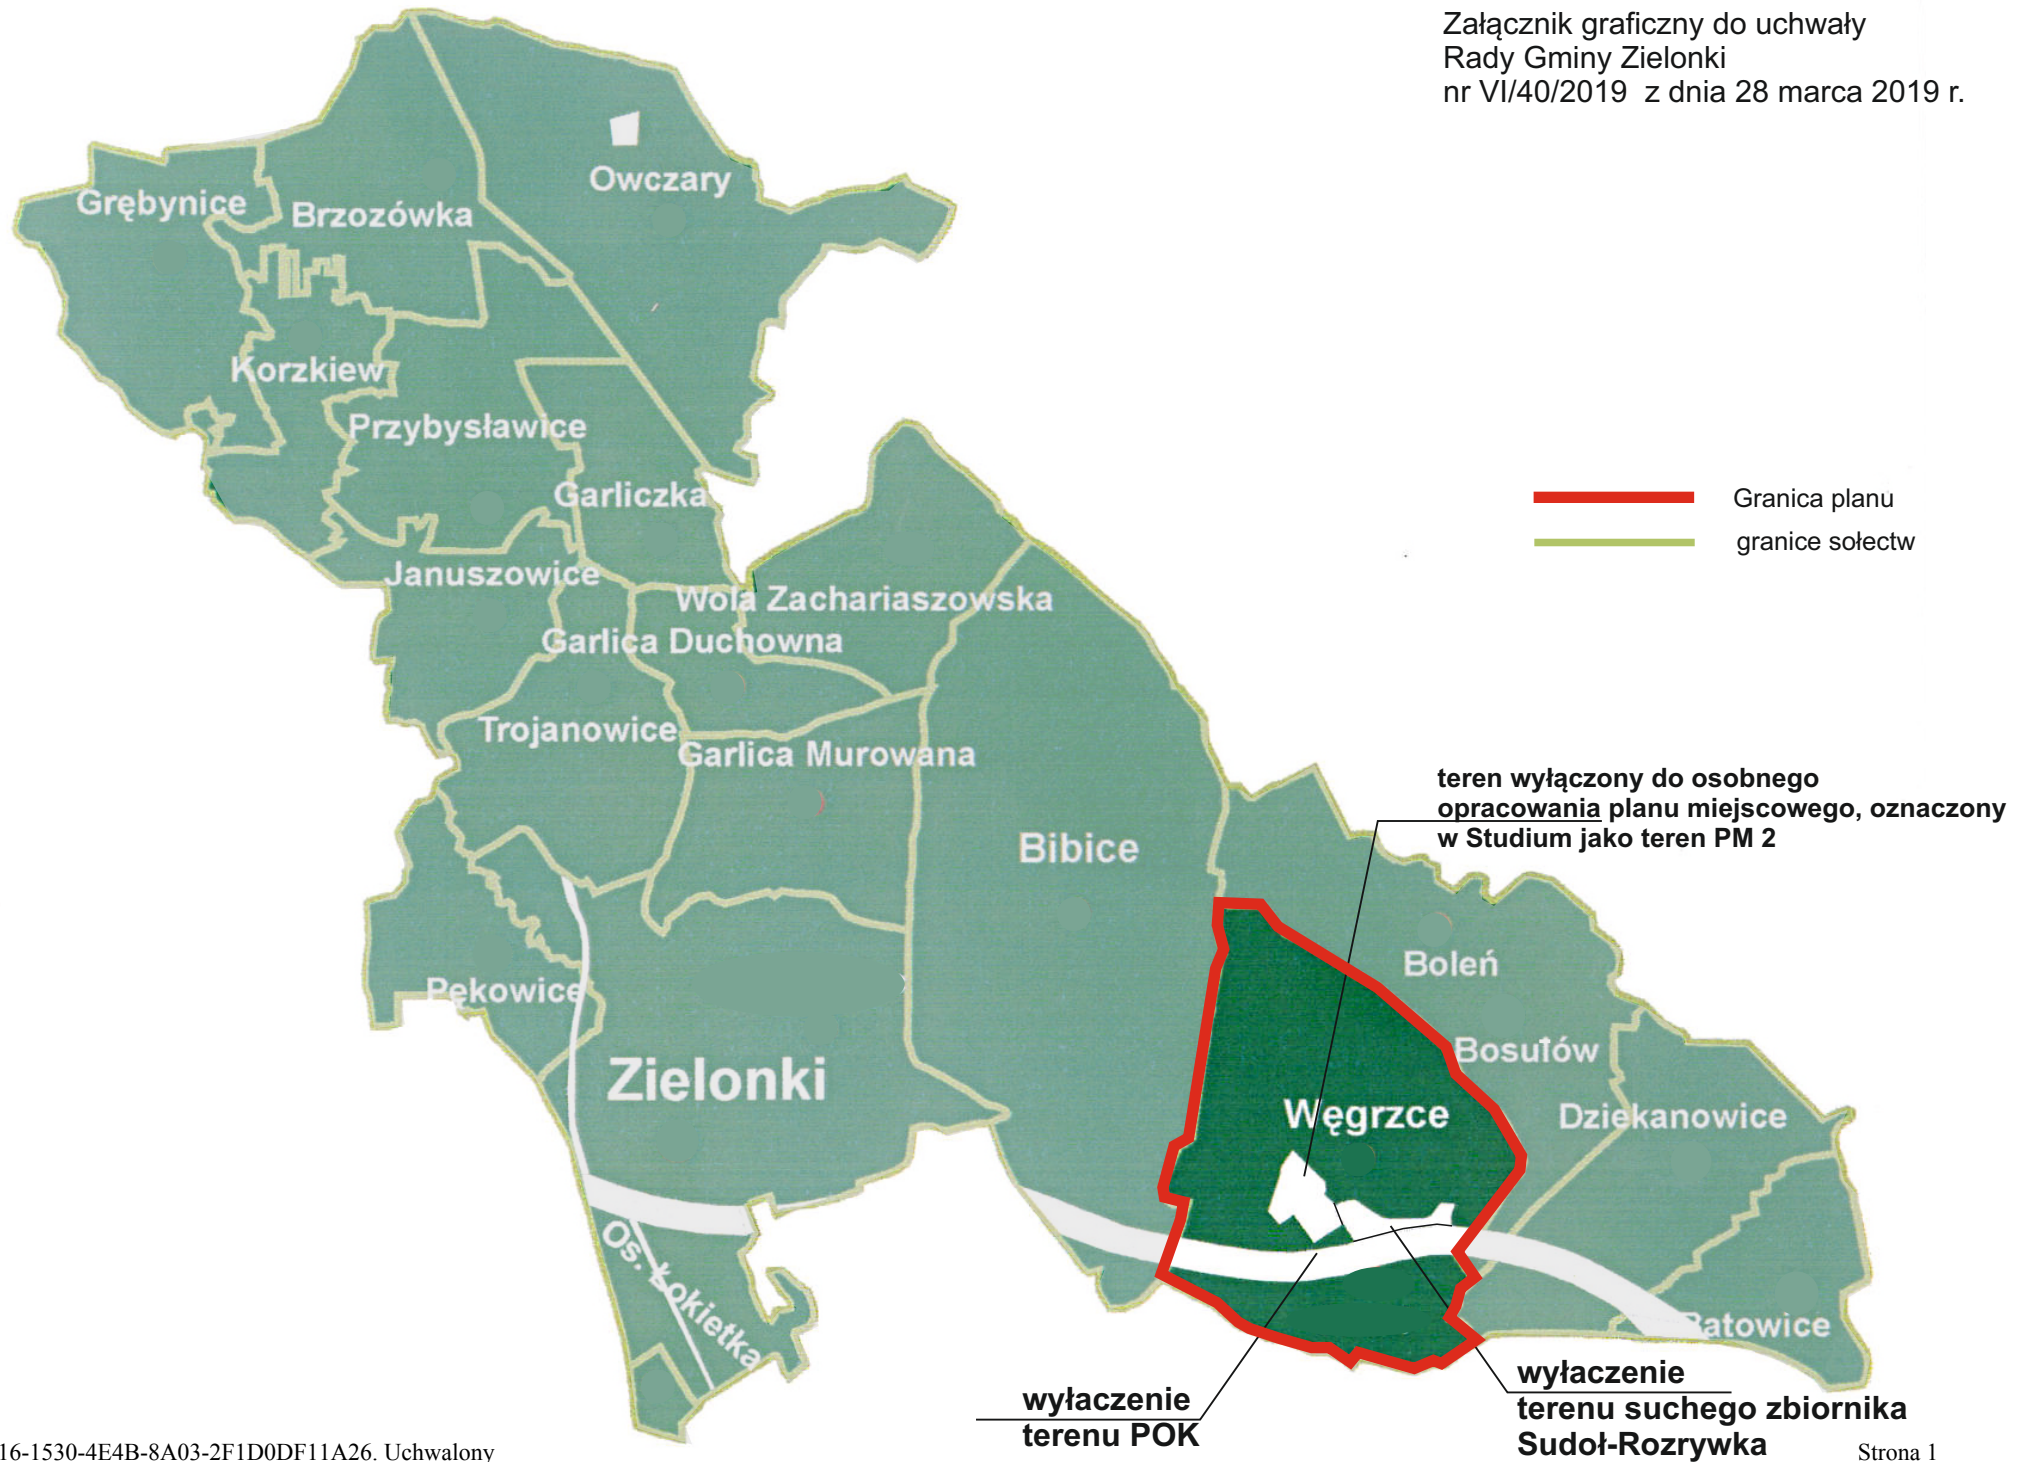 Załącznik graficzny do uchwały
Rady Gminy Zielonki
nr VI/40/2019 z dnia 28 marca 2019 r.
Owczary
Grębynice
Brzozówka
Korzkiew
Przybysławice
Garliczka
Granica planu
granice sołectw
Januszowice
Wola Zachariaszowska
Garlica Duchowna
Trojanowice
Garlica Murowana
teren wyłączony do osobnego
opracowania planu miejscowego, oznaczony
w Studium jako teren PM 2
Bibice
Boleń
Pękowice
Bosutów
Zielonki
Węgrzce
Dziekanowice
Os. Łokietka
Batowice
wyłaczenie
terenu POK
wyłaczenie
terenu suchego zbiornika
Sudoł-Rozrywka
16-1530-4E4B-8A03-2F1D0DF11A26. Uchwalony
Strona 1